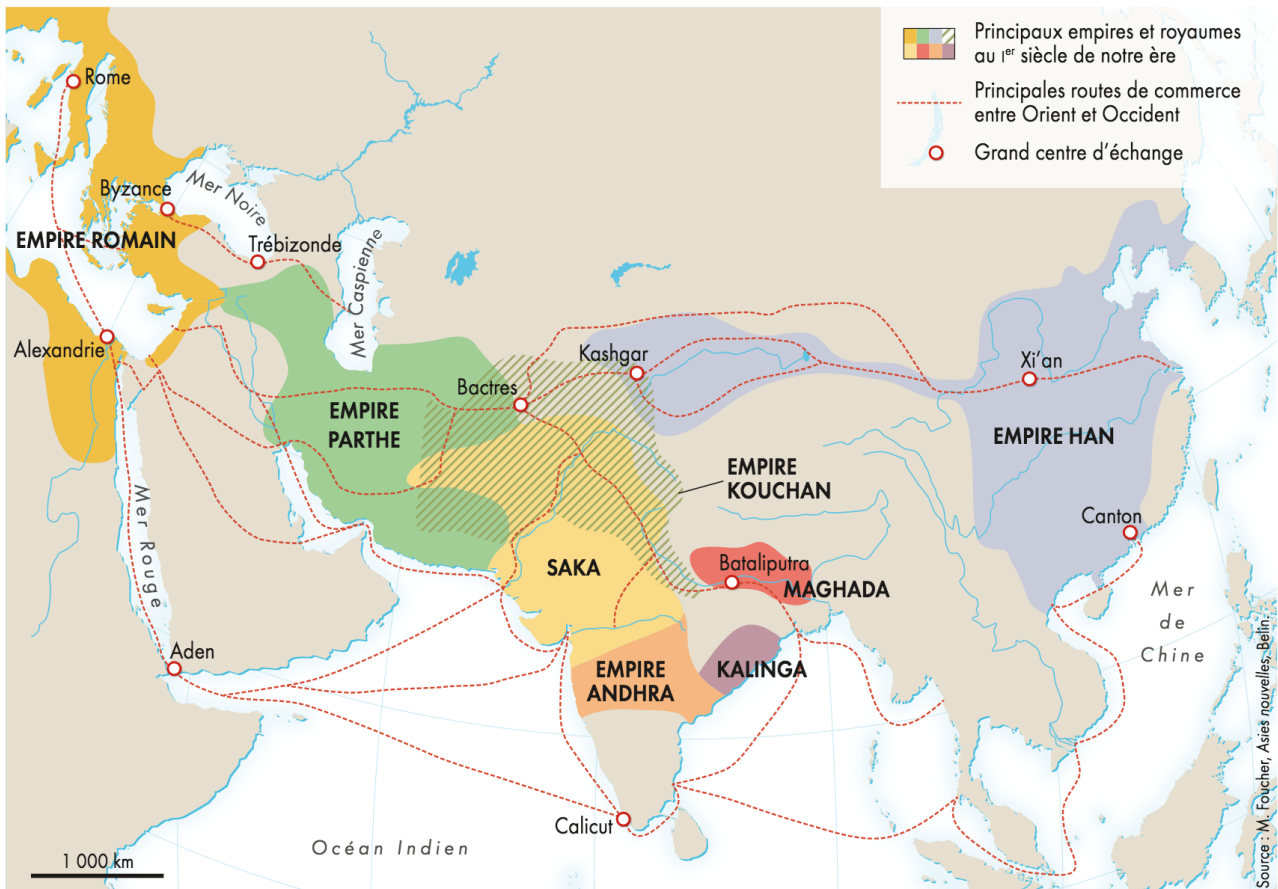 Principaux empires et royaumes
au Ier siècle de notre ère
Principales routes de commerce
entre Orient et Occident
Grand centre d'échange
Rome
Byzance
Mer Noire
EMPIRE ROMAIN
Trébizonde
Mer Caspienne
Alexandrie
Kashgar
Xi'an
Bactres
EMPIRE
PARTHE
EMPIRE HAN
EMPIRE
KOUCHAN
Mer Rouge
Canton
SAKA
Bataliputra
MAGHADA
Mer
de
Chine
Aden
EMPIRE
ANDHRA
KALINGA
Calicut
Océan Indien
1 000 km
Source : M. Foucher, Asies nouvelles, Belin.